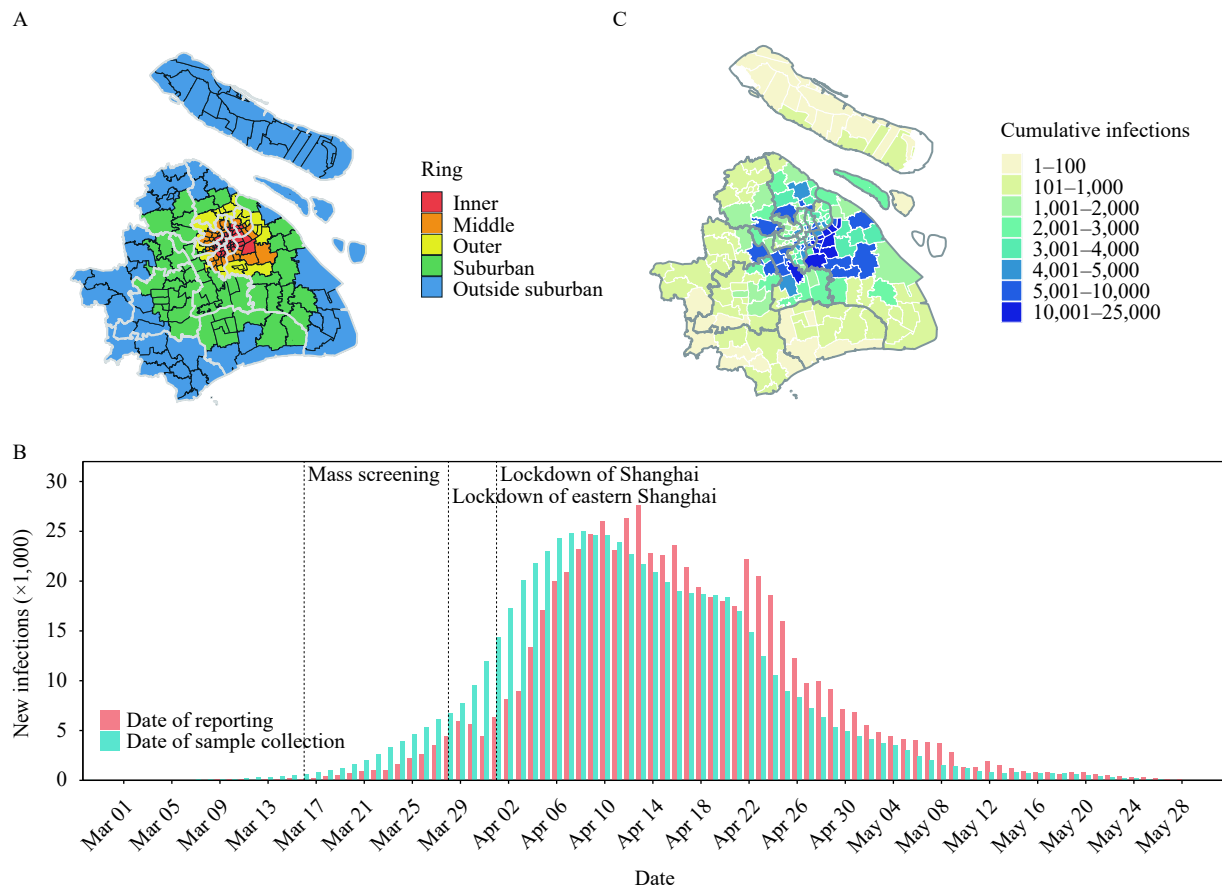 A
Ring
Inner
Middle
Outer
Suburban
Outside suburban
C
Cumulative infections
1–100
101–1,000
1,001–2,000
2,001–3,000
3,001–4,000
4,001–5,000
5,001–10,000
10,001–25,000
B
New infections (×1,000)
30
25
20
15
10
5
0
Mass screening
Lockdown of Shanghai
Lockdown of eastern Shanghai
Date of reporting
Date of sample collection
Mar 01
Mar 05
Mar 09
Mar 13
Mar 17
Mar 21
Mar 25
Mar 29
Apr 02
Apr 06
Apr 10
Apr 14
Apr 18
Apr 22
Apr 26
Apr 30
May 04
May 08
May 12
May 16
May 20
May 24
May 28
Date